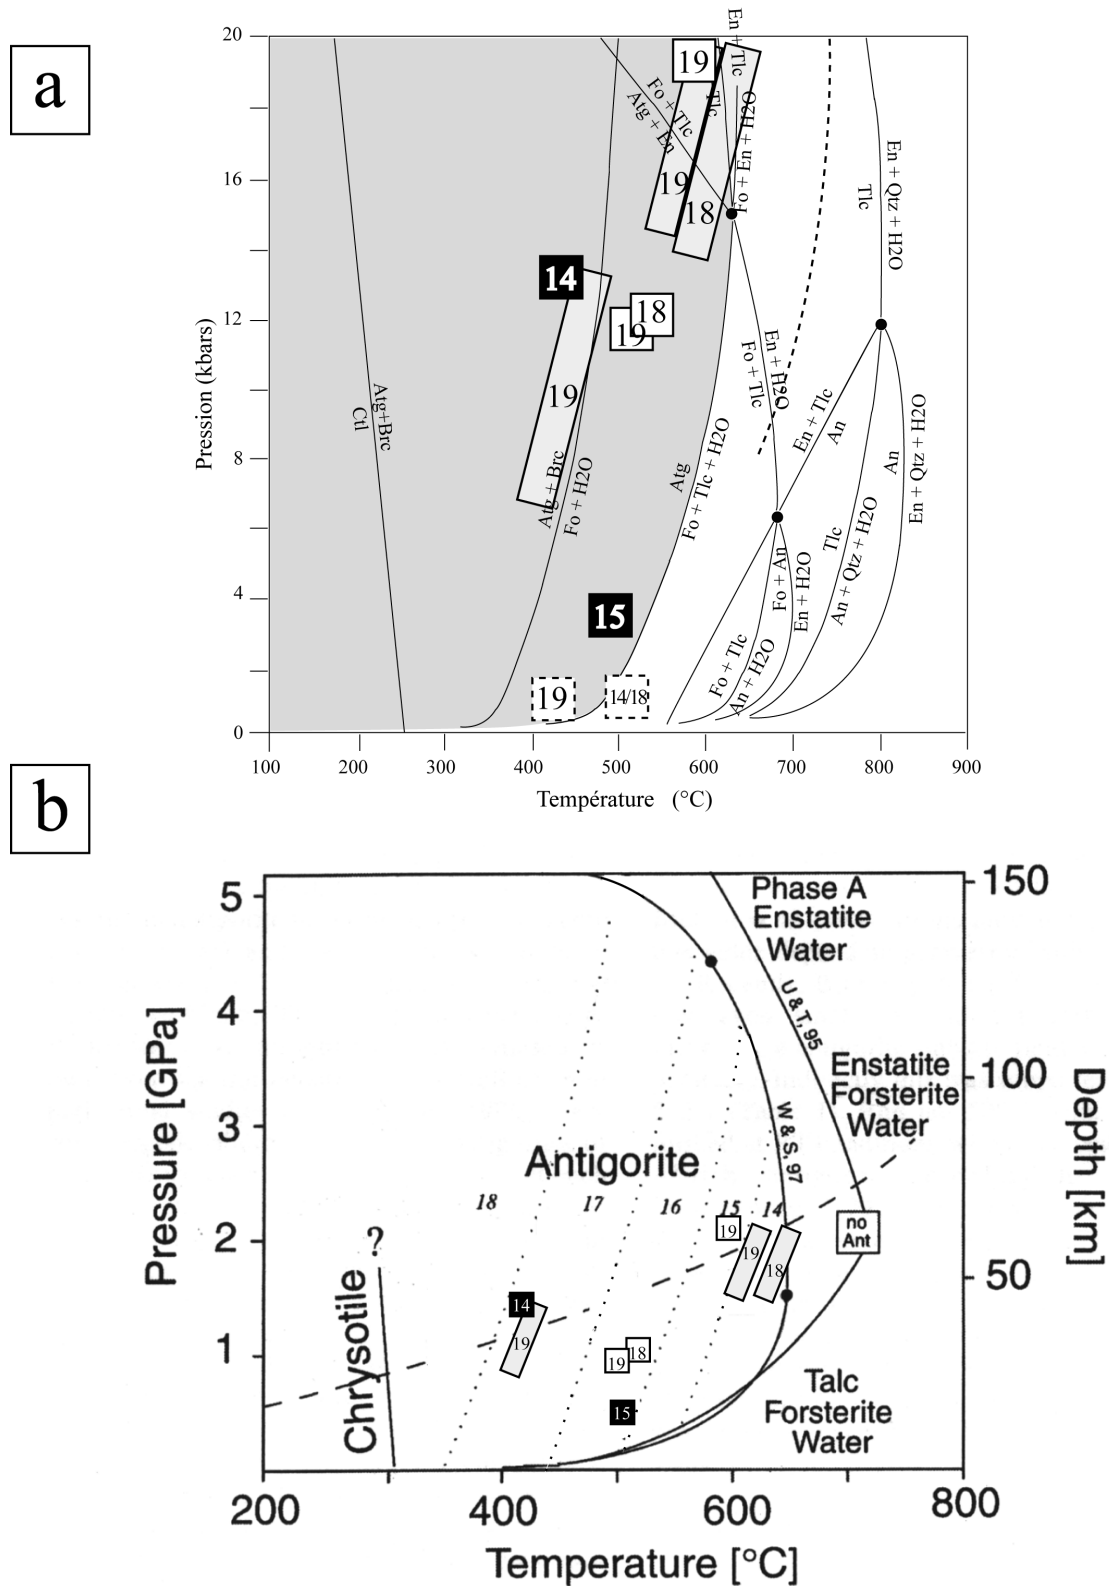 a
20
16
12
8
4
0
Pression (kbars)
100
200
300
400
500
600
700
800
900
Température (°C)
Atg+Brc
Ctl
Atg + Brc
Fo + H2O
Fo + Tlc
Atg + En
En + Tlc
Tlc
Fo + En + H2O
Atg
Fo + Tlc + H2O
En + H2O
Fo + Tlc
En + Tlc
An
Tlc
En + Qtz + H2O
An
En + Qtz + H2O
Tlc
An + Qtz + H2O
Fo + An
En + H2O
Fo + Tlc
An + H2O
19
19
18
14
18
19
19
15
19
14/18
b
5
4
3
2
1
Pressure [GPa]
150
100
50
Depth [km]
Phase A
Enstatite
Water
U & T, 95
Enstatite
Forsterite
Water
W & S, 97
Antigorite
18
17
16
15
14
19
19
18
no
Ant
?
Chrysotile
14
19
18
19
15
Talc
Forsterite
Water
200
400
600
800
Temperature [°C]